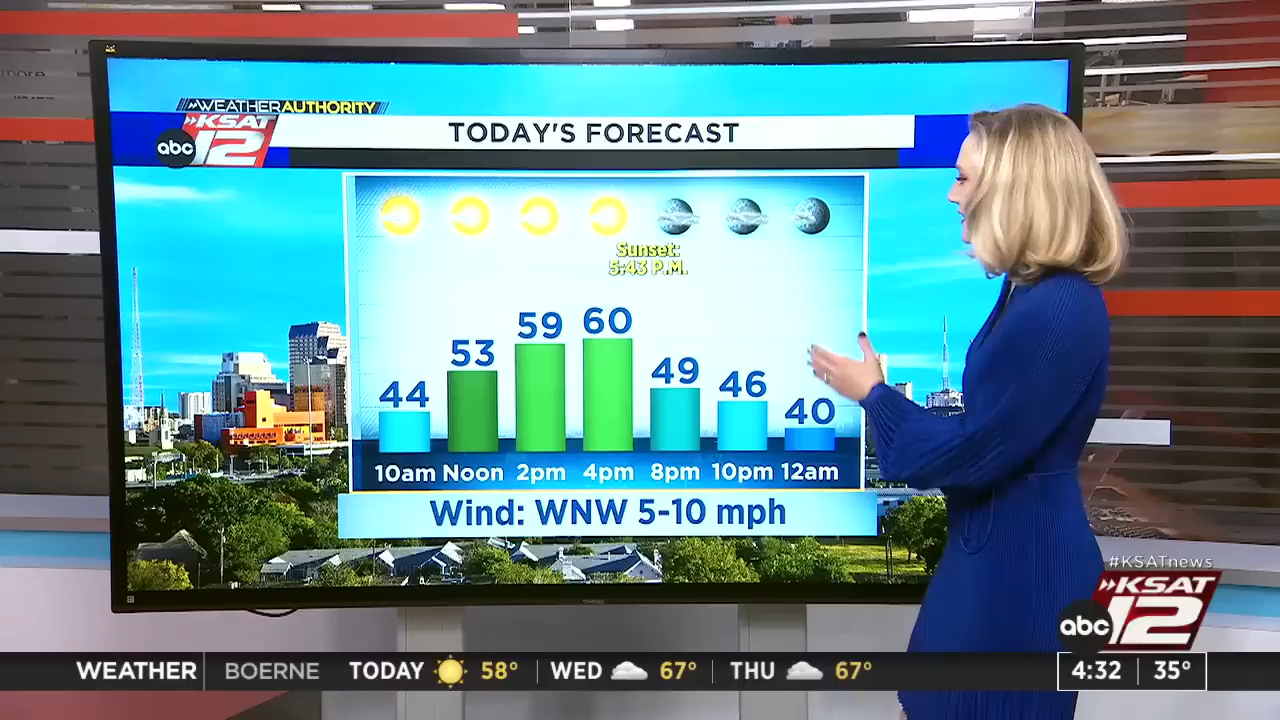 more
WEATHERAUTHORITY
KSAT
abc 12
TODAY'S FORECAST
Sunset:
5:43 P.M.
44 53 59 60 49 46 40
10am Noon 2pm 4pm 8pm 10pm 12am
Wind: WNW 5-10 mph
#KSATnews
KSAT
abc 12
WEATHER BOERNE TODAY 58° WED 67° THU 67° 4:32 35°